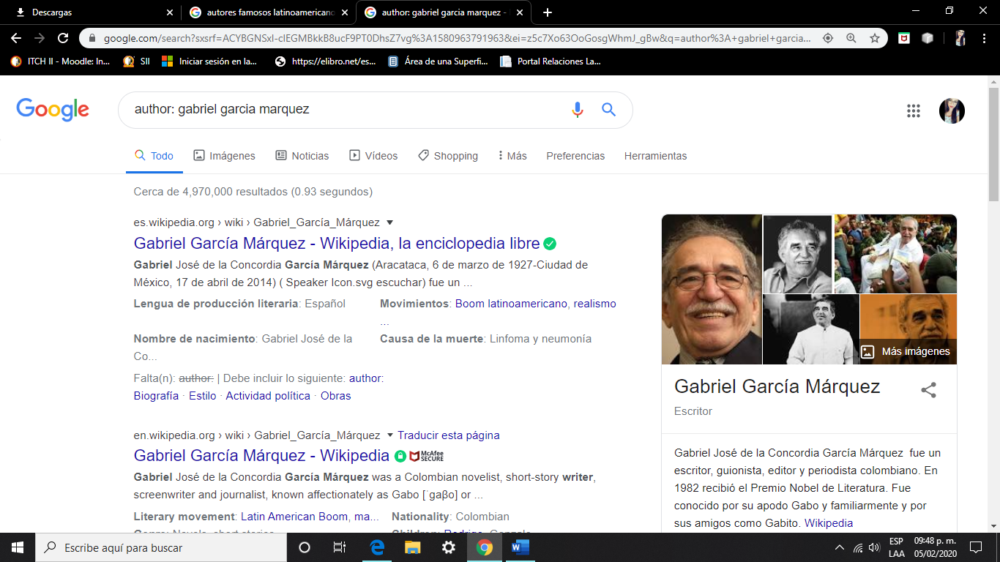 Descargas
autores famosos latinoamericano
author: gabriel garcia marquez -
google.com/search?sxsrf=ACYBGNSxl-clEGMBkkB8ucF9PT0DhsZ7vg%3A1580963791963&ei=z5c7Xo63OoGosgWhmJ_gBw&q=author%3A+gabriel+garcia...
ITCH II - Moodle: In...
SII
Iniciar sesión en la...
https://elibro.net/es...
Área de una Superfi...
Portal Relaciones La...
Google
author: gabriel garcia marquez
Todo
Imágenes
Noticias
Vídeos
Shopping
Más
Preferencias
Herramientas
Cerca de 4,970,000 resultados (0.93 segundos)
es.wikipedia.org › wiki › Gabriel_García_Márquez
Gabriel García Márquez - Wikipedia, la enciclopedia libre
Gabriel José de la Concordia García Márquez (Aracataca, 6 de marzo de 1927-Ciudad de
México, 17 de abril de 2014) ( Speaker Icon.svg escuchar) fue un ...
Lengua de producción literaria: Español
Movimientos: Boom latinoamericano, realismo
...
Nombre de nacimiento: Gabriel José de la
Co...
Causa de la muerte: Linfoma y neumonía
Falta(n): author: | Debe incluir lo siguiente: author:
Biografía · Estilo · Actividad política · Obras
en.wikipedia.org › wiki › Gabriel_García_Márquez Traducir esta página
Gabriel García Márquez - Wikipedia
McAfee
SECURE
Gabriel José de la Concordia García Márquez was a Colombian novelist, short-story writer,
screenwriter and journalist, known affectionately as Gabo [ˈɡaβo] or ...
Literary movement: Latin American Boom, ma...
Nationality: Colombian
Genre: Novels, short stories
Children: Rodrigo, Gonzalo
Más imágenes
Gabriel García Márquez
Escritor
Gabriel José de la Concordia García Márquez fue un
escritor, guionista, editor y periodista colombiano. En
1982 recibió el Premio Nobel de Literatura. Fue
conocido por su apodo Gabo y familiarmente y por
sus amigos como Gabito. Wikipedia
Escribe aquí para buscar
ESP
LAA
09:48 p. m.
05/02/2020